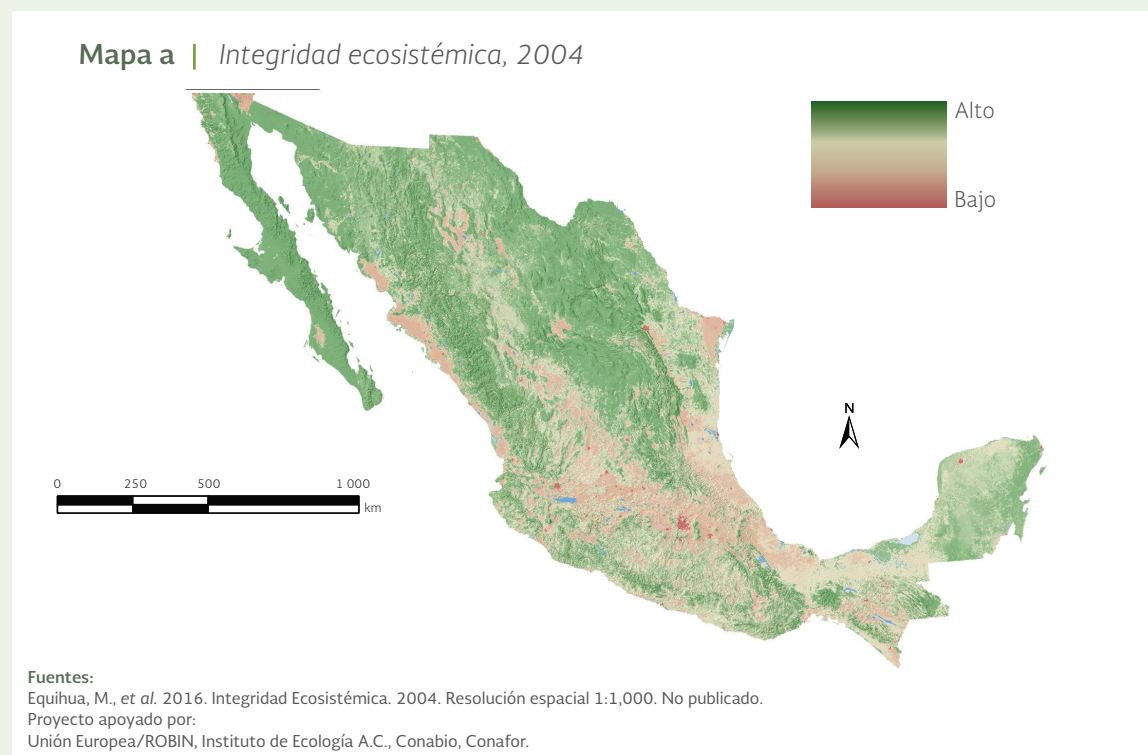 Mapa a | Integridad ecosistémica, 2004
Alto
Bajo
N
0 250 500 1 000
km
Fuentes:
Equihua, M., et al. 2016. Integridad Ecosistémica. 2004. Resolución espacial 1:1,000. No publicado.
Proyecto apoyado por:
Unión Europea/ROBIN, Instituto de Ecología A.C., Conabio, Conafor.